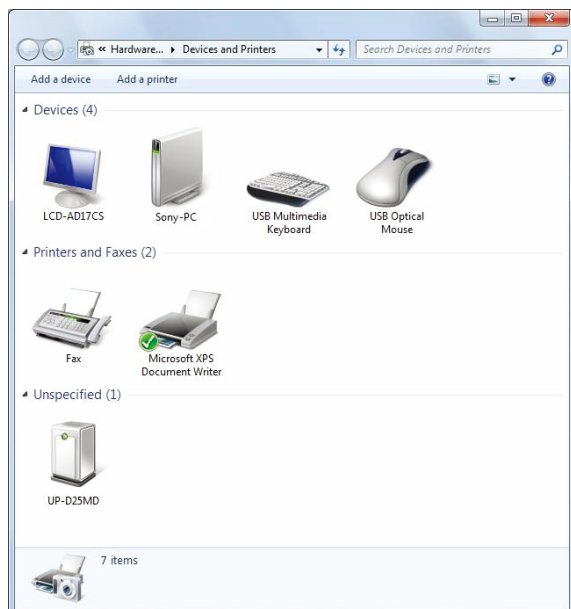 « Hardware... ▸ Devices and Printers
Search Devices and Printers
Add a device Add a printer
Devices (4)
LCD-AD17CS
Sony-PC
USB Multimedia
Keyboard
USB Optical
Mouse
Printers and Faxes (2)
Fax
Microsoft XPS
Document Writer
Unspecified (1)
UP-D25MD
7 items